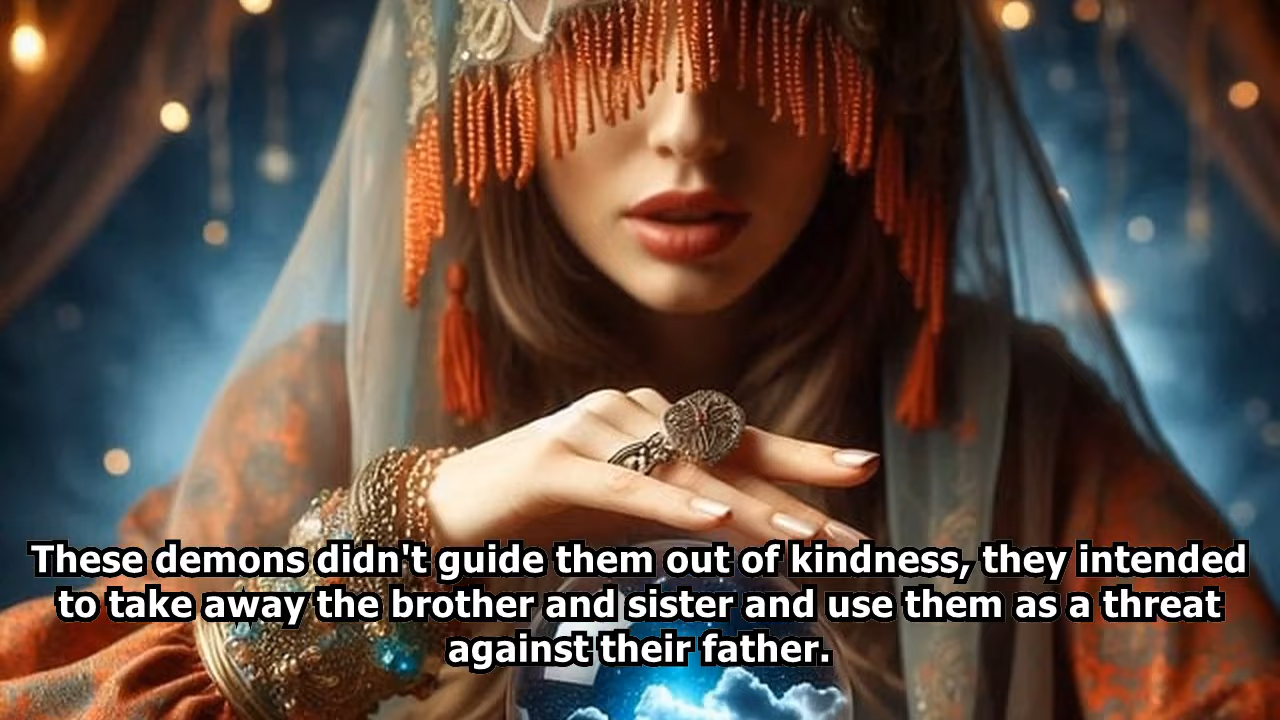 These demons didn't guide them out of kindness, they intended
to take away the brother and sister and use them as a threat
against their father.